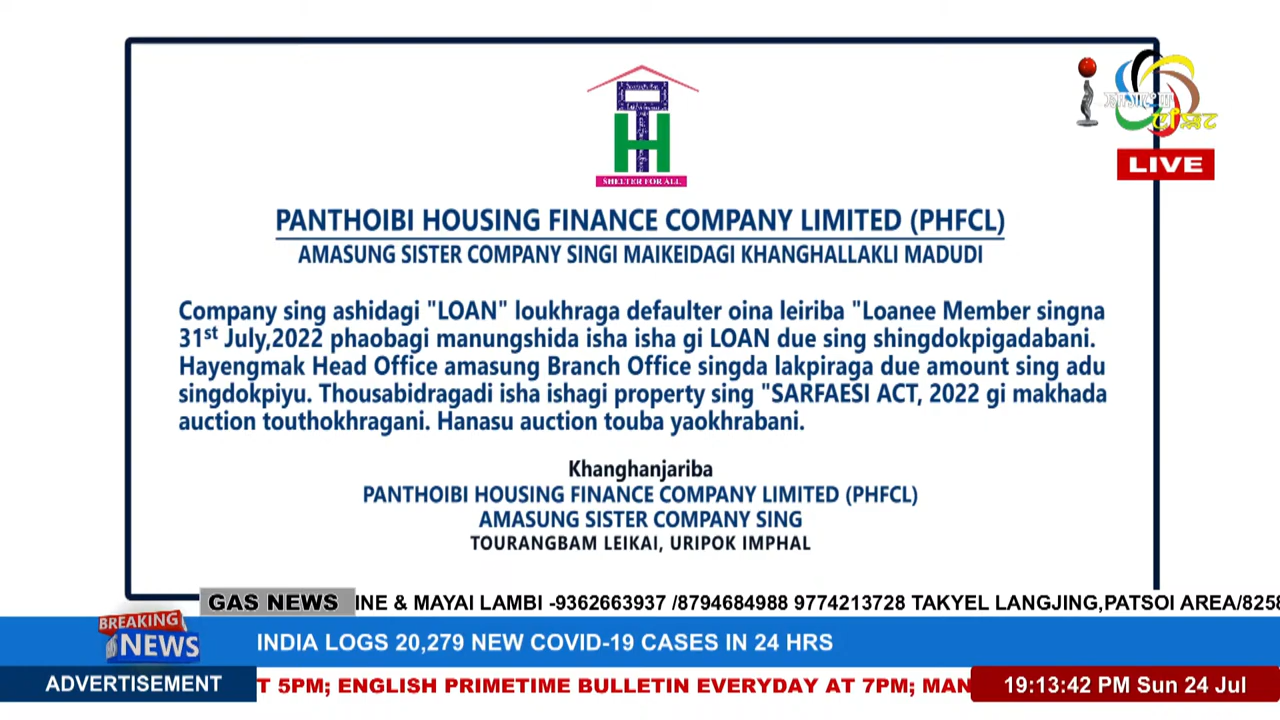 SHELTER FOR ALL
LIVE
PANTHOIBI HOUSING FINANCE COMPANY LIMITED (PHFCL)
AMASUNG SISTER COMPANY SINGI MAIKEIDAGI KHANGHALLAKLI MADUDI
Company sing ashidagi "LOAN" loukhraga defaulter oina leiriba "Loanee Member singna
31st July,2022 phaobagi manungshida isha isha gi LOAN due sing shingdokpigadabani.
Hayengmak Head Office amasung Branch Office singda lakpiraga due amount sing adu
singdokpiyu. Thousabidragadi isha ishagi property sing "SARFAESI ACT, 2022 gi makhada
auction touthokhragani. Hanasu auction touba yaokhrabani.
Khanghanjariba
PANTHOIBI HOUSING FINANCE COMPANY LIMITED (PHFCL)
AMASUNG SISTER COMPANY SING
TOURANGBAM LEIKAI, URIPOK IMPHAL
GAS NEWS INE & MAYAI LAMBI -9362663937 /8794684988 9774213728 TAKYEL LANGJING,PATSOI AREA/8258
BREAKING
NEWS
INDIA LOGS 20,279 NEW COVID-19 CASES IN 24 HRS
ADVERTISEMENT T 5PM; ENGLISH PRIMETIME BULLETIN EVERYDAY AT 7PM; MAN 19:13:42 PM Sun 24 Jul